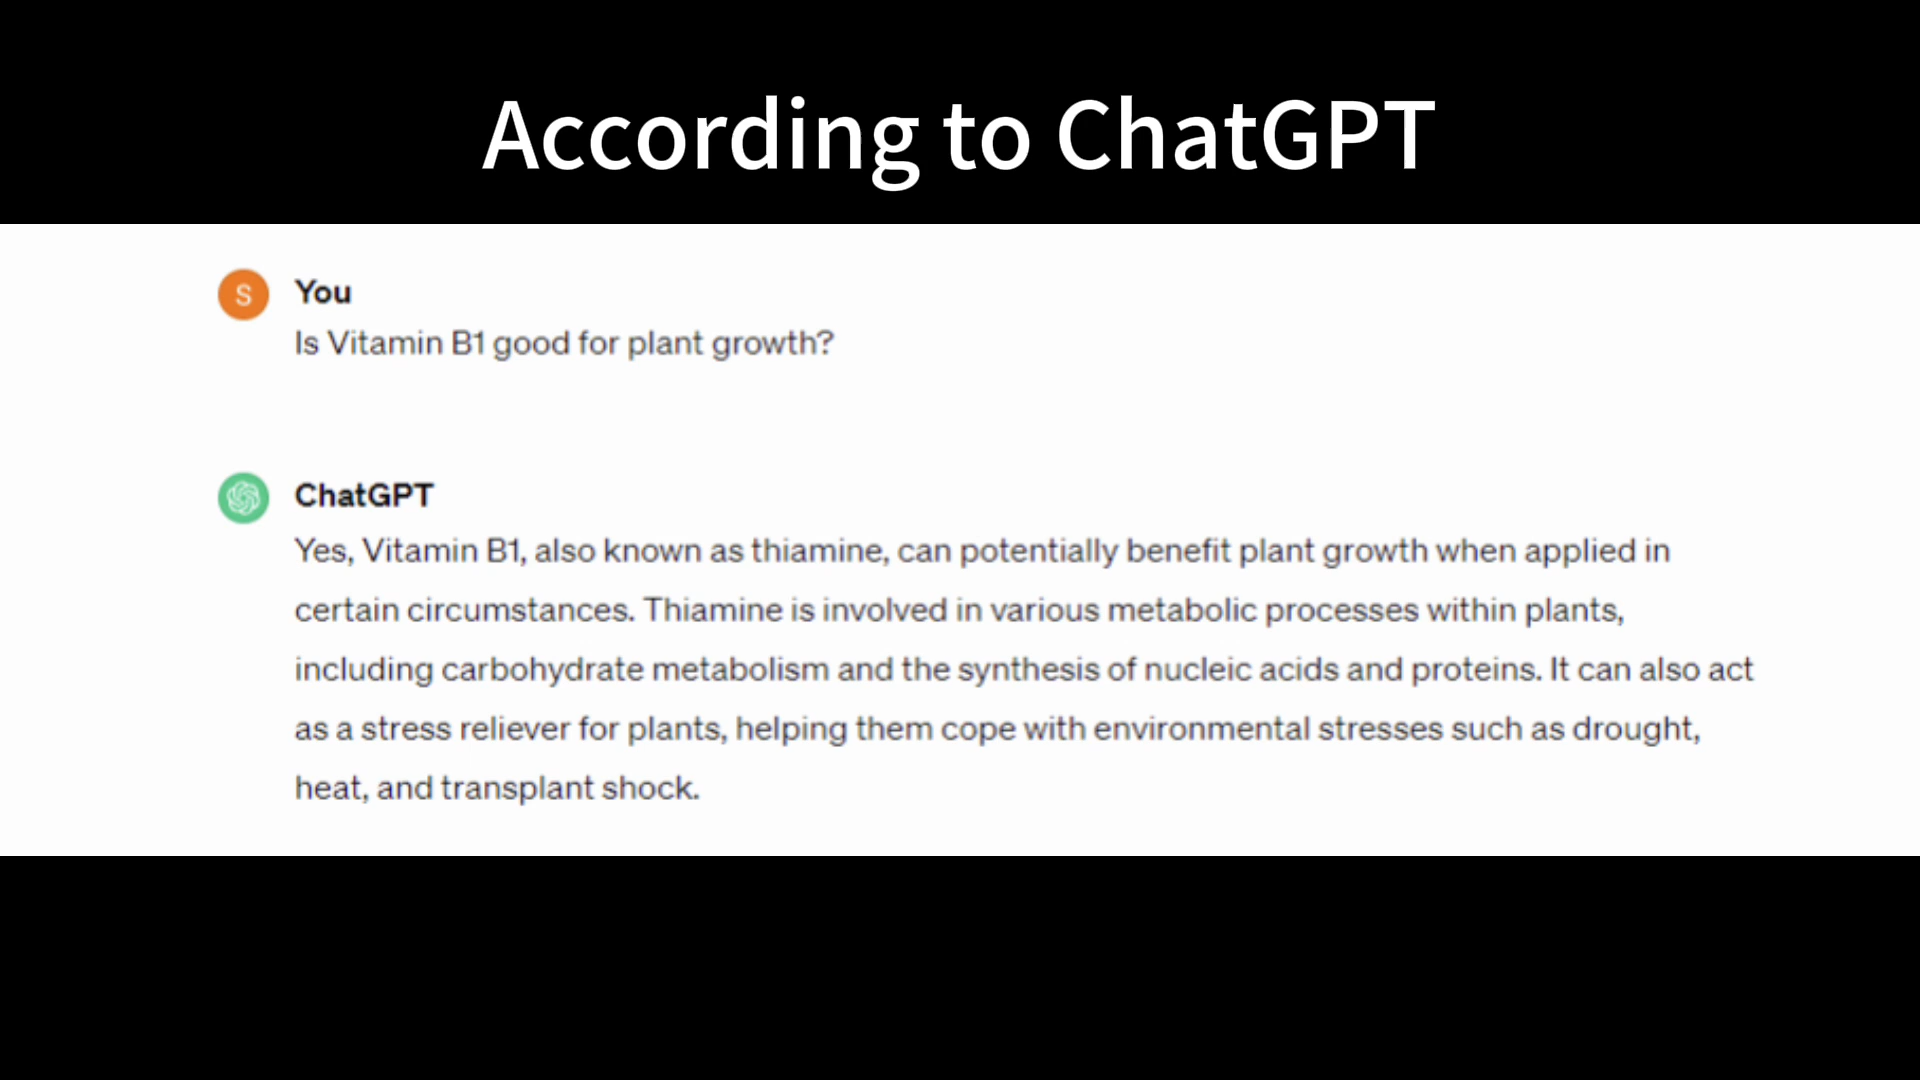 According to ChatGPT
S
You
Is Vitamin B1 good for plant growth?
ChatGPT
Yes, Vitamin B1, also known as thiamine, can potentially benefit plant growth when applied in
certain circumstances. Thiamine is involved in various metabolic processes within plants,
including carbohydrate metabolism and the synthesis of nucleic acids and proteins. It can also act
as a stress reliever for plants, helping them cope with environmental stresses such as drought,
heat, and transplant shock.